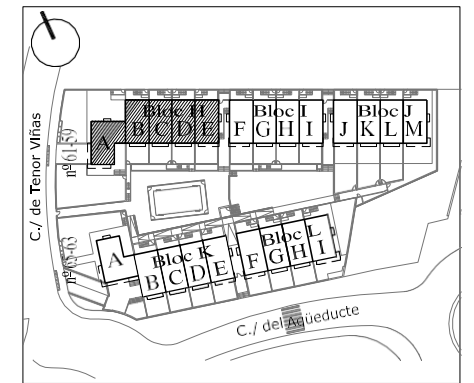 Bloc H
Bloc I
Bloc J
A B C D E
F G H I
J K L M
nº 61-59
C./ de Tenor Viñas
nº 65-63
Bloc K
Bloc L
A
B C D E
F G H I
C./ del Aqüeducte